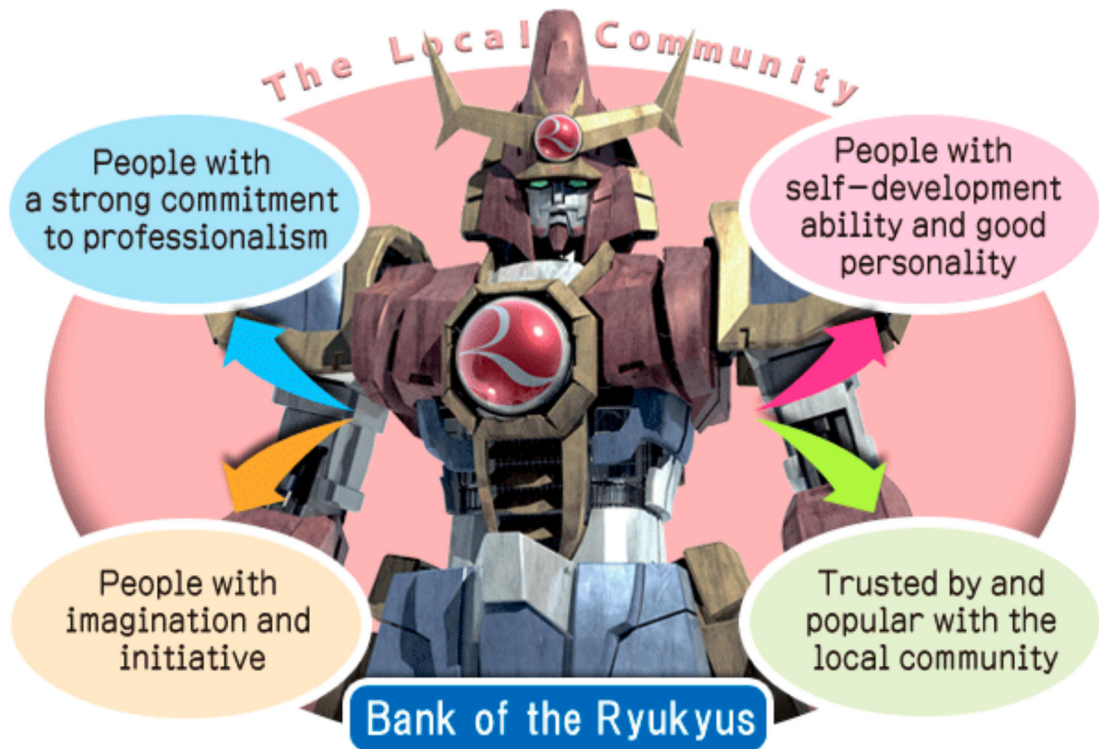 The Local Community
People with
a strong commitment
to professionalism
People with
self-development
ability and good
personality
People with
imagination and
initiative
Trusted by and
popular with the
local community
Bank of the Ryukyus